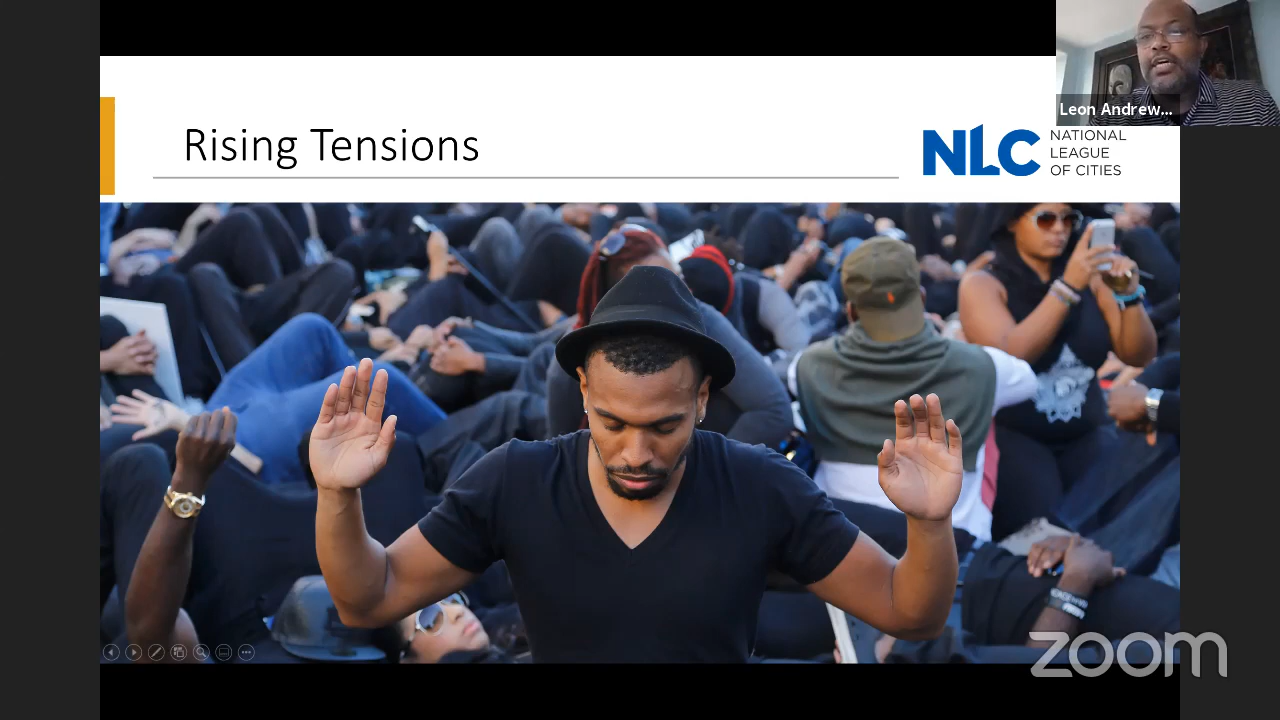 Rising Tensions
Leon Andrew...
NLC
NATIONAL
LEAGUE
OF CITIES
zoom